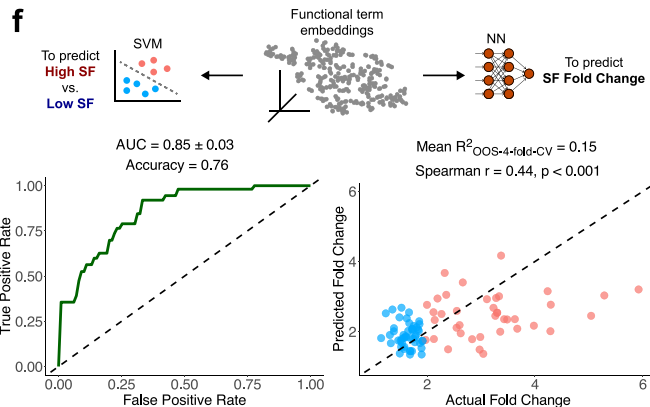 f
SVM
Functional term
embeddings
NN
To predict
High SF
vs.
Low SF
To predict
SF Fold Change
AUC = 0.85 ± 0.03
Accuracy = 0.76
Mean R²OOS-4-fold-CV = 0.15
Spearman r = 0.44, p < 0.001
True Positive Rate
1.00
0.75
0.50
0.25
0.00
0.00 0.25 0.50 0.75 1.00
False Positive Rate
Predicted Fold Change
6
4
2
2 4 6
Actual Fold Change